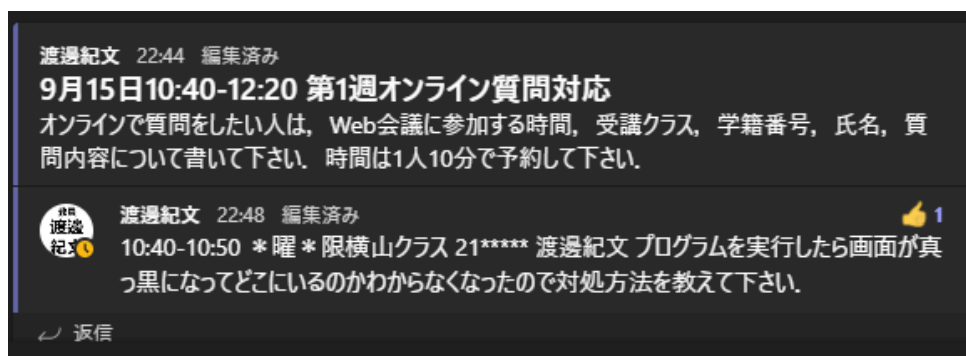 渡邊紀文 22:44 編集済み
9月15日10:40-12:20 第1週オンライン質問対応
オンラインで質問をしたい人は，Web会議に参加する時間，受講クラス，学籍番号，氏名，質
問内容について書いて下さい．時間は1人10分で予約して下さい．
渡邊紀文 22:48 編集済み
1
10:40-10:50 ＊曜＊限横山クラス 21***** 渡邊紀文 プログラムを実行したら画面が真
っ黒になってどこにいるのかわからなくなったので対処方法を教えて下さい．
教員
渡邊
紀文
返信